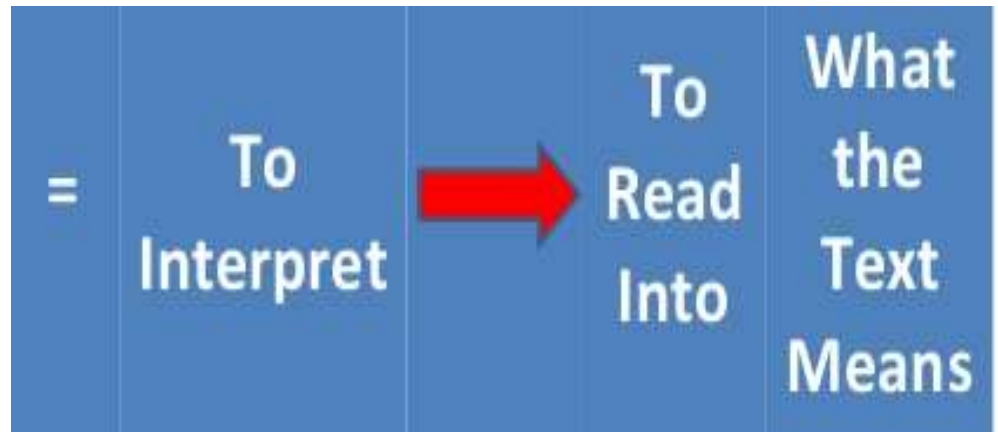 =
To
Interpret
To
Read
Into
What
the
Text
Means